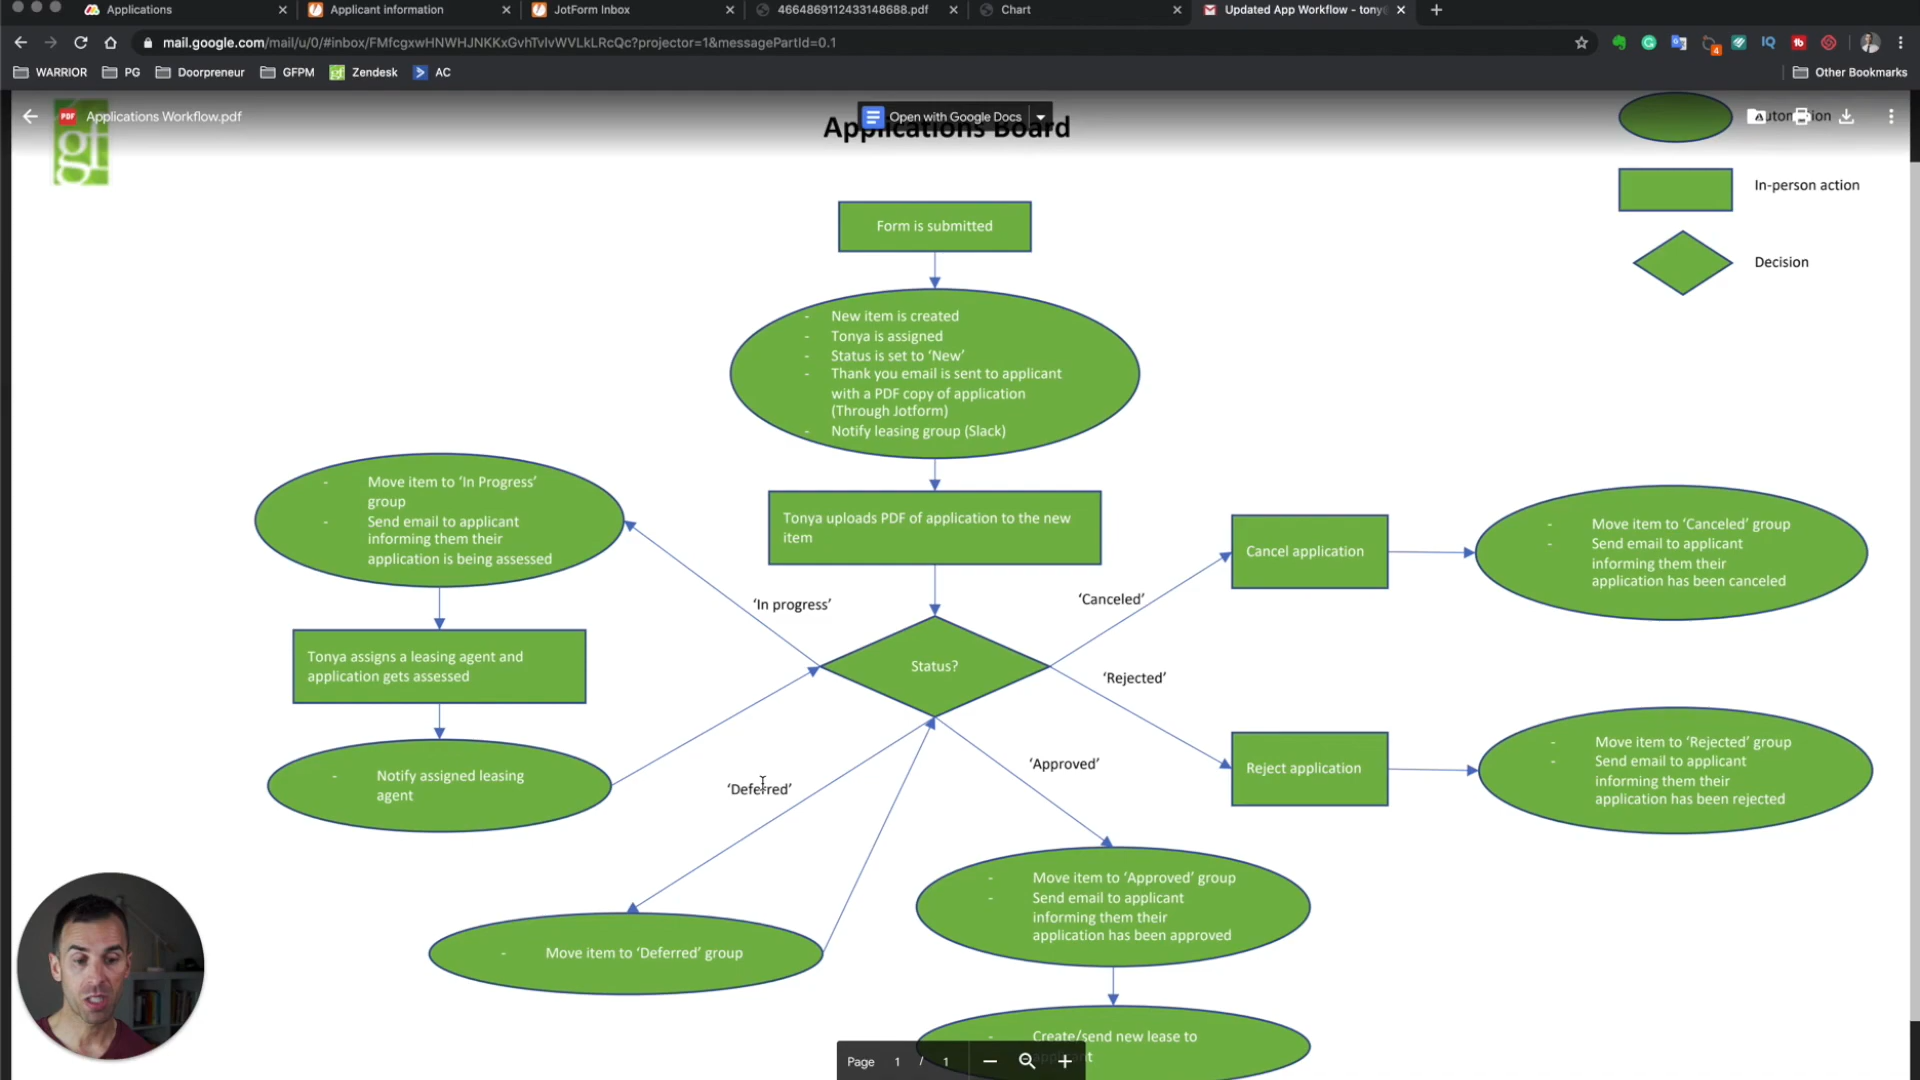 Applications
Applicant information
JotForm Inbox
4664869112433148688.pdf
Chart
Updated App Workflow - tony
mail.google.com/mail/u/0/#inbox/FMfcgxwHNWHJNKKxGvhTvIvWVLkLRcQc?projector=1&messagePartId=0.1
4
IQ
tb
WARRIOR
PG
Doorpreneur
GFPM
gf
Zendesk
AC
Other Bookmarks
PDF
Applications Workflow.pdf
Open with Google Docs
gf
Applications Board
In-person action
Decision
Form is submitted
- New item is created
- Tonya is assigned
- Status is set to ‘New’
- Thank you email is sent to applicant
with a PDF copy of application
(Through Jotform)
- Notify leasing group (Slack)
- Move item to ‘In Progress’
group
- Send email to applicant
informing them their
application is being assessed
Tonya uploads PDF of application to the new
item
Cancel application
- Move item to ‘Canceled’ group
- Send email to applicant
informing them their
application has been canceled
‘In progress’
‘Canceled’
Tonya assigns a leasing agent and
application gets assessed
Status?
‘Rejected’
- Notify assigned leasing
agent
‘Deferred’
‘Approved’
Reject application
- Move item to ‘Rejected’ group
- Send email to applicant
informing them their
application has been rejected
- Move item to ‘Deferred’ group
- Move item to ‘Approved’ group
- Send email to applicant
informing them their
application has been approved
- Create/send new lease to
Page 1 / 1